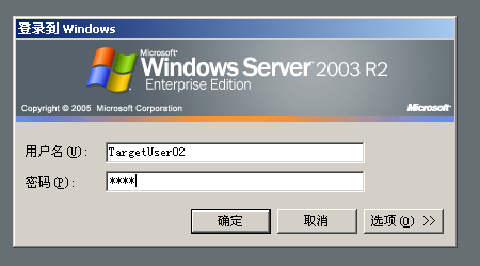 登录到 Windows
Microsoft®
Windows Server™ 2003 R2
Enterprise Edition
Copyright © 2005 Microsoft Corporation
Microsoft
用户名(U):
TargetUser02
密码(P):
****
确定
取消
选项(O) >>